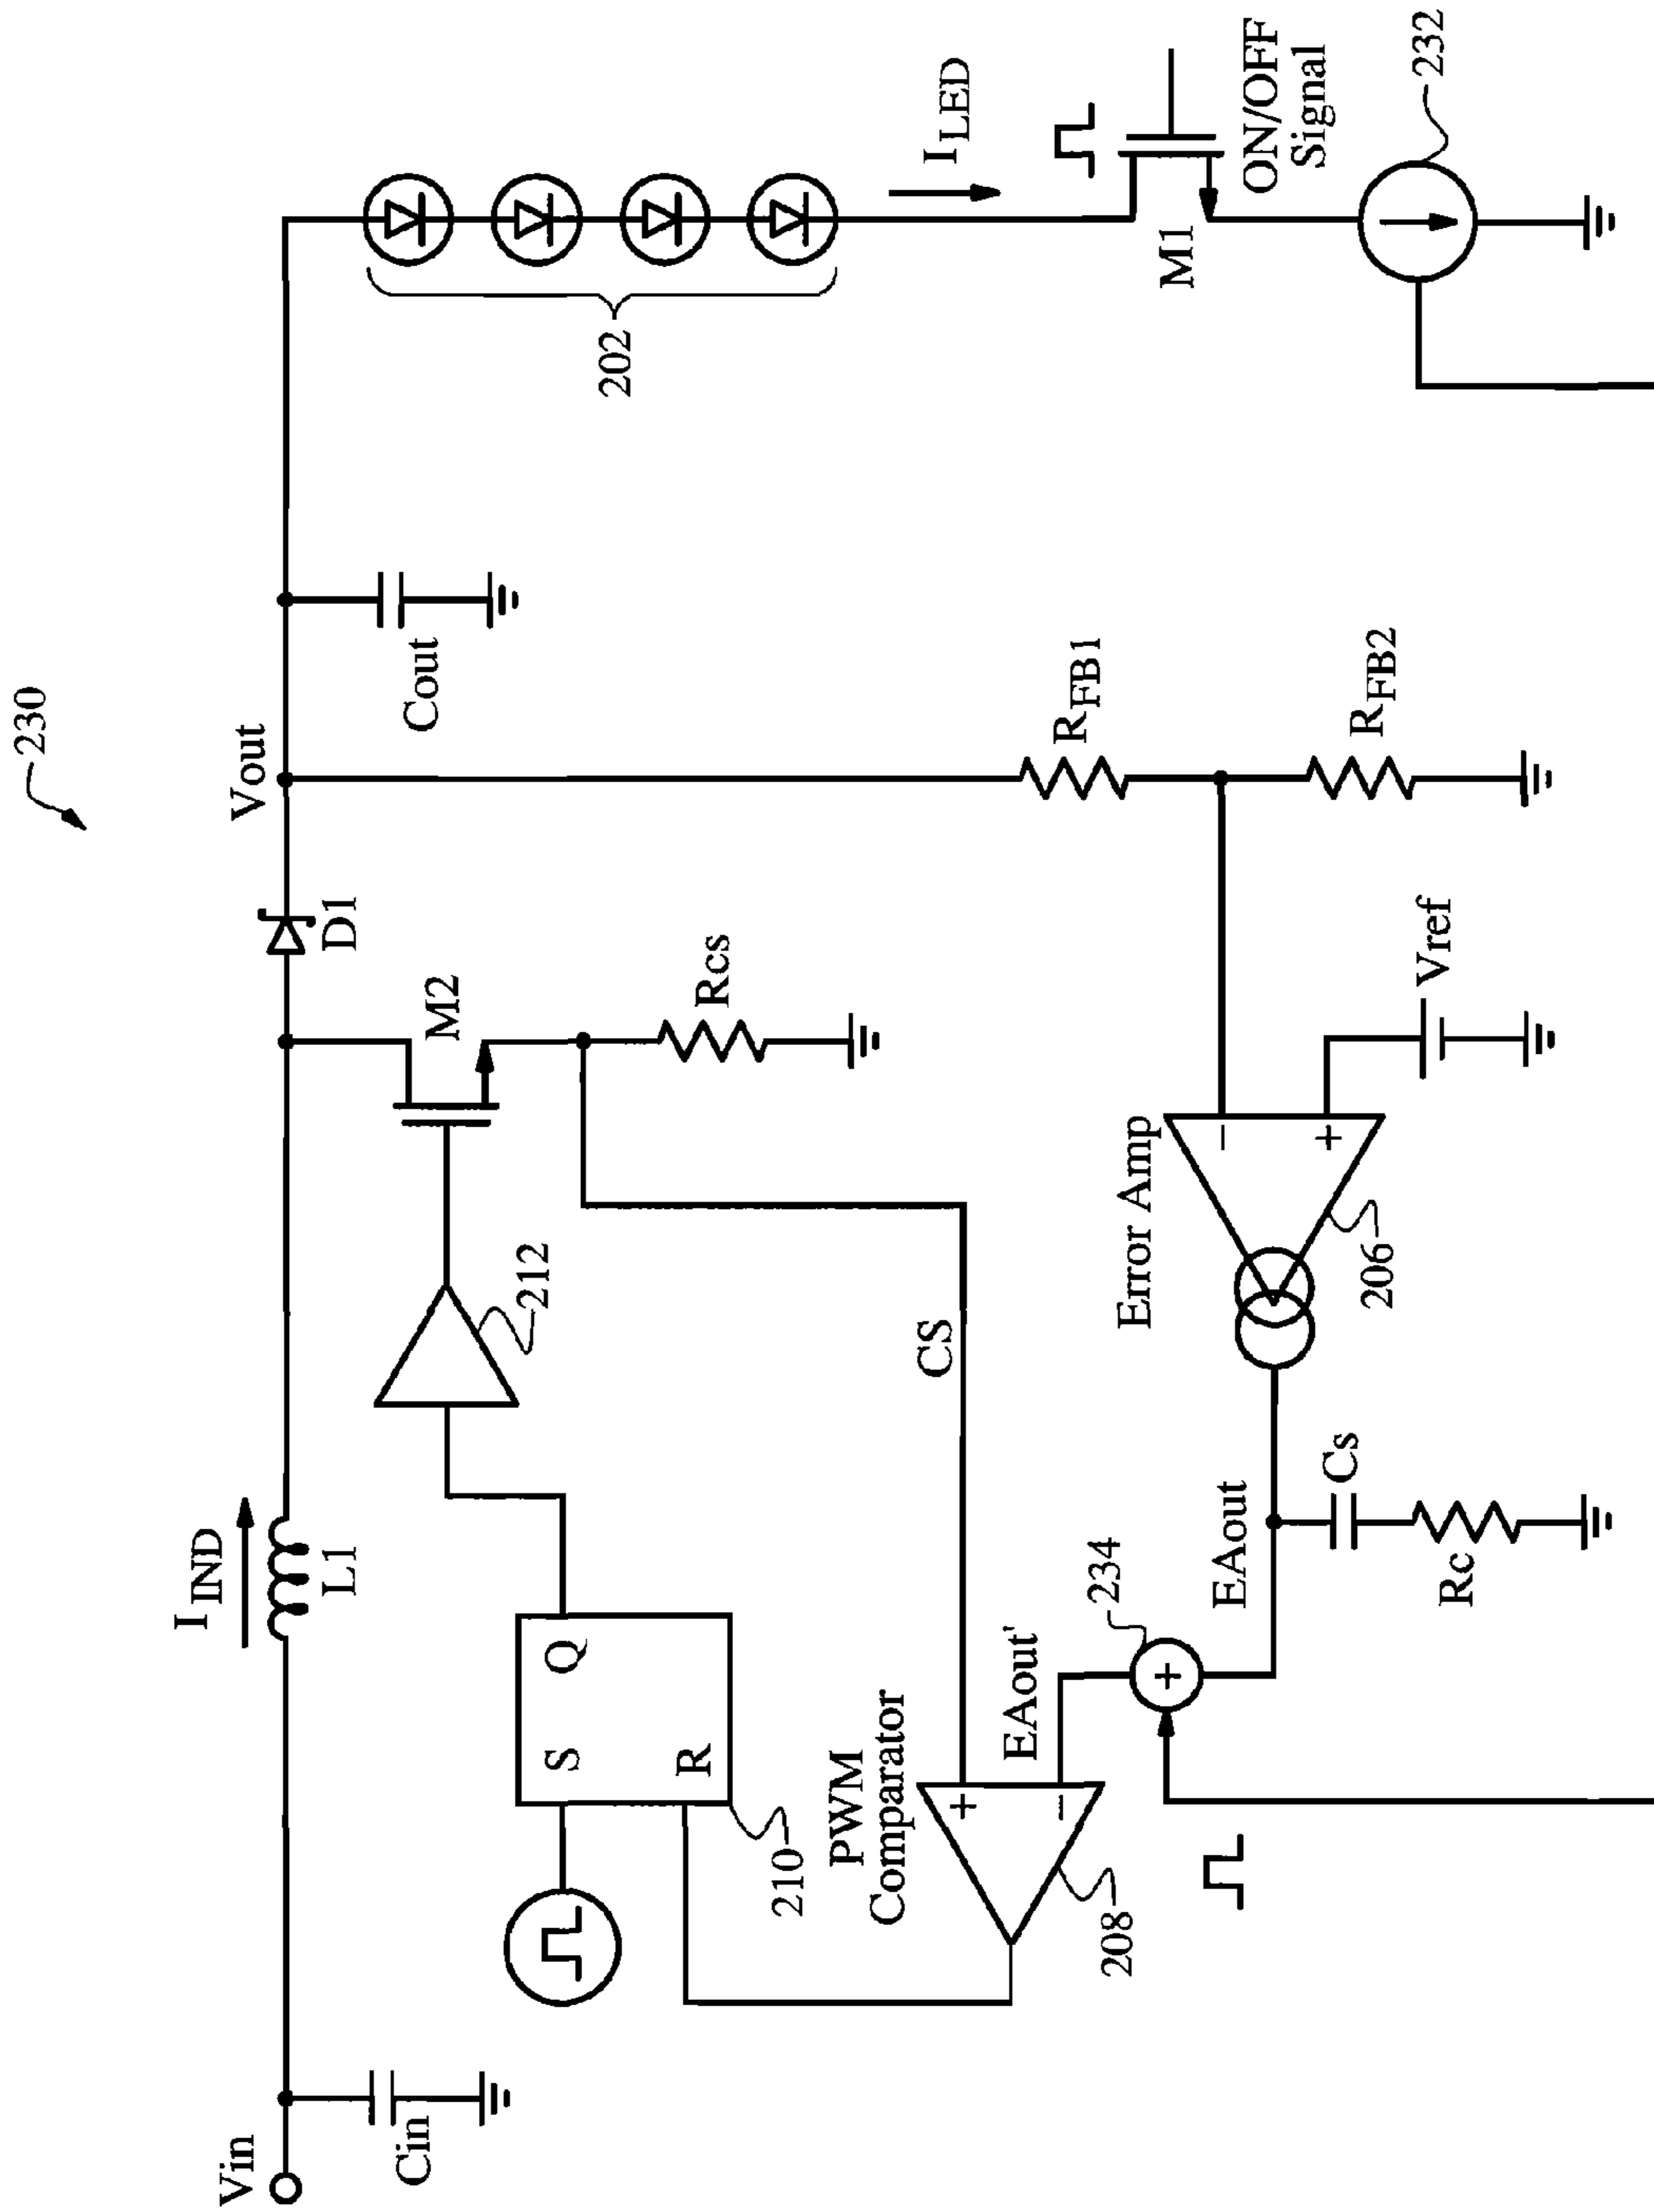 230
Vin
Cin
I IND
L1
D1
Vout
Cout
M2
Rcs
212
S
Q
R
210
PWM
Comparator
+
−
208
CS
EAout'
234
+
EAout
Cs
Rc
Error Amp
−
+
206
Vref
RFB1
RFB2
202
I LED
M1
ON/OFF
Signal
232